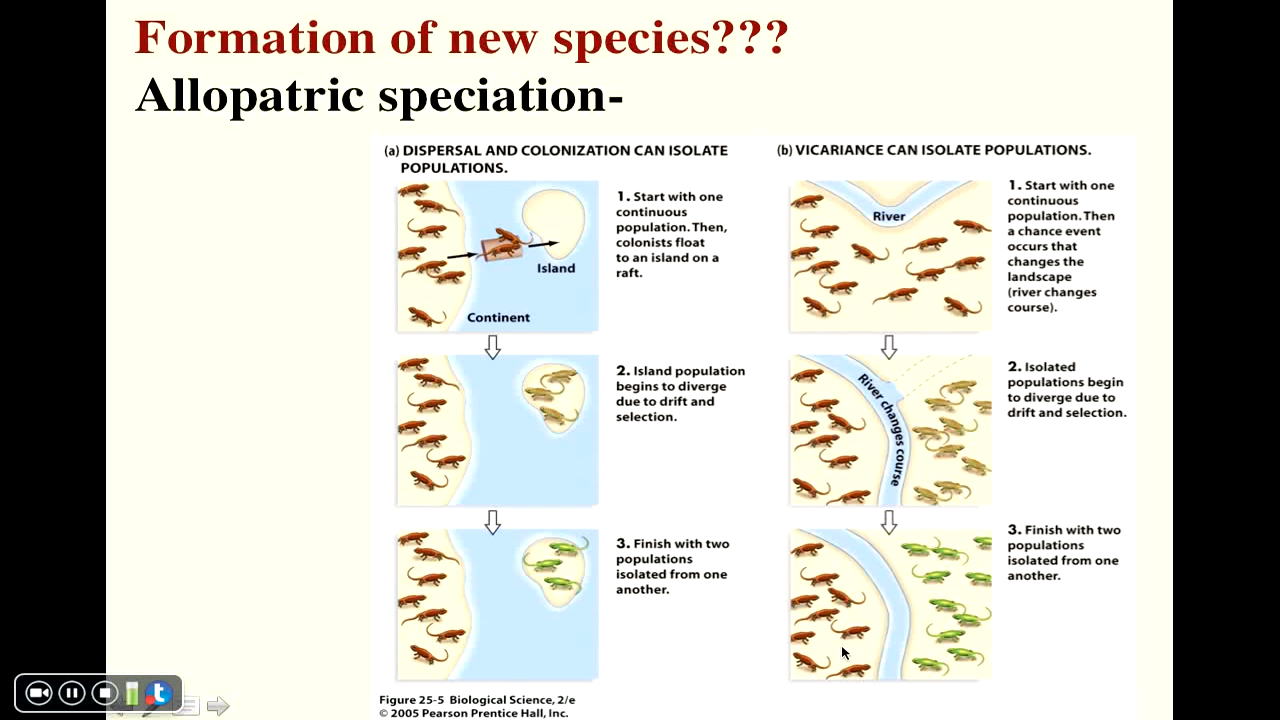 Formation of new species???
Allopatric speciation-
(a) DISPERSAL AND COLONIZATION CAN ISOLATE
POPULATIONS.
1. Start with one
continuous
population. Then,
colonists float
to an island on a
raft.
Island
Continent
2. Island population
begins to diverge
due to drift and
selection.
3. Finish with two
populations
isolated from one
another.
(b) VICARIANCE CAN ISOLATE POPULATIONS.
River
1. Start with one
continuous
population. Then
a chance event
occurs that
changes the
landscape
(river changes
course).
River changes course
2. Isolated
populations begin
to diverge due to
drift and selection.
3. Finish with two
populations
isolated from one
another.
Figure 25-5 Biological Science, 2/e
© 2005 Pearson Prentice Hall, Inc.
t